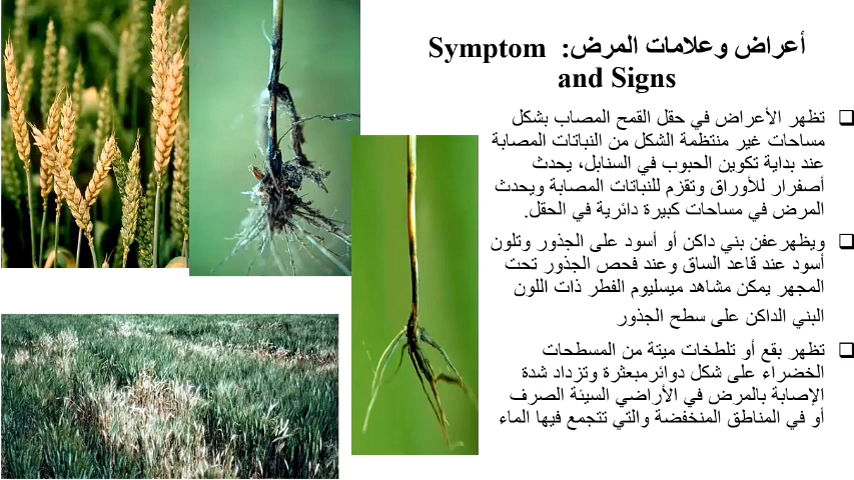 أعراض وعلامات المرض: Symptom
and Signs
❑ تظهر الأعراض في حقل القمح المصاب بشكل
مساحات غير منتظمة الشكل من النباتات المصابة
عند بداية تكوين الحبوب في السنابل، يحدث
أصفرار للأوراق وتقزم للنباتات المصابة ويحدث
المرض في مساحات كبيرة دائرية في الحقل.
❑ ويظهرعفن بني داكن أو أسود على الجذور وتلون
أسود عند قاعد الساق وعند فحص الجذور تحت
المجهر يمكن مشاهد ميسليوم الفطر ذات اللون
البني الداكن على سطح الجذور
❑ تظهر بقع أو تلطخات ميتة من المسطحات
الخضراء على شكل دوائرمبعثرة وتزداد شدة
الإصابة بالمرض في الأراضي السيئة الصرف
أو في المناطق المنخفضة والتي تتجمع فيها الماء